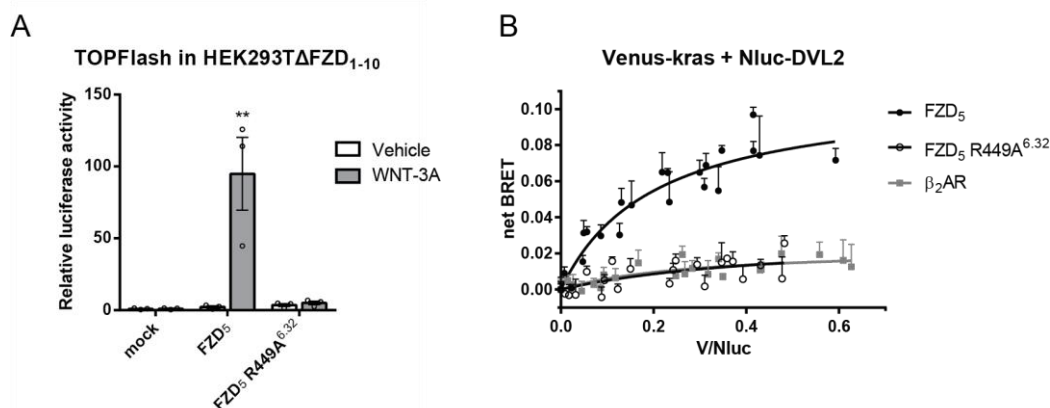 A
TOPFlash in HEK293TΔFZD1-10
Relative luciferase activity
150
100
50
0
**
Vehicle
WNT-3A
mock
FZD5
FZD5 R449A6.32
B
Venus-kras + Nluc-DVL2
net BRET
0.10
0.08
0.06
0.04
0.02
0.00
0.0
0.2
0.4
0.6
V/Nluc
FZD5
FZD5 R449A6.32
β2AR